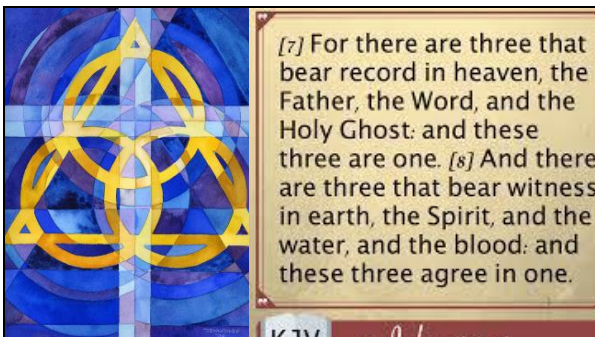 [7] For there are three that
bear record in heaven, the
Father, the Word, and the
Holy Ghost: and these
three are one. [8] And there
are three that bear witness
in earth, the Spirit, and the
water, and the blood: and
these three agree in one.
KJV